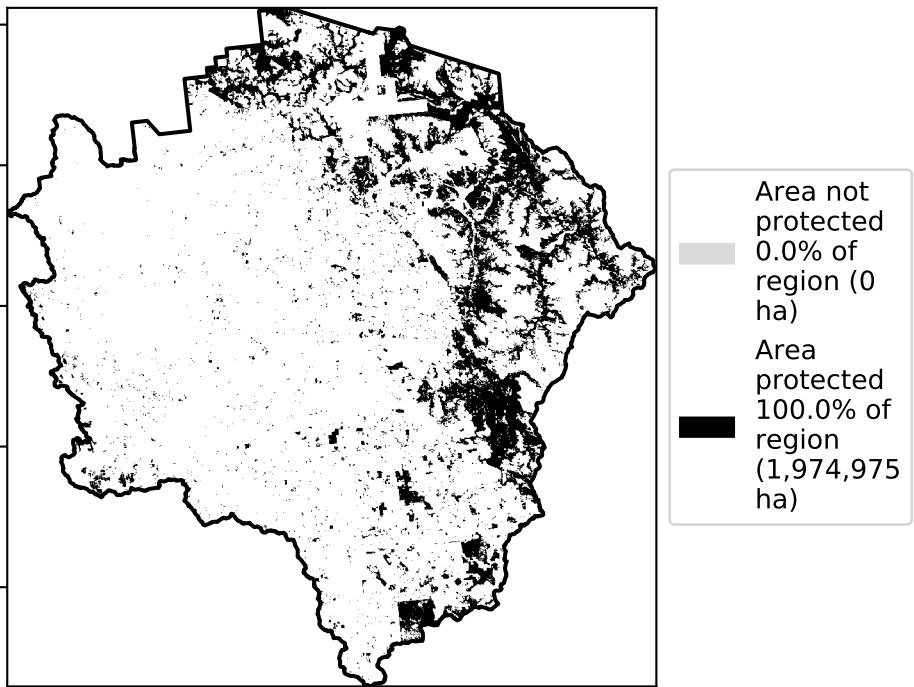 Area not
protected
0.0% of
region (0
ha)
Area
protected
100.0% of
region
(1,974,975
ha)